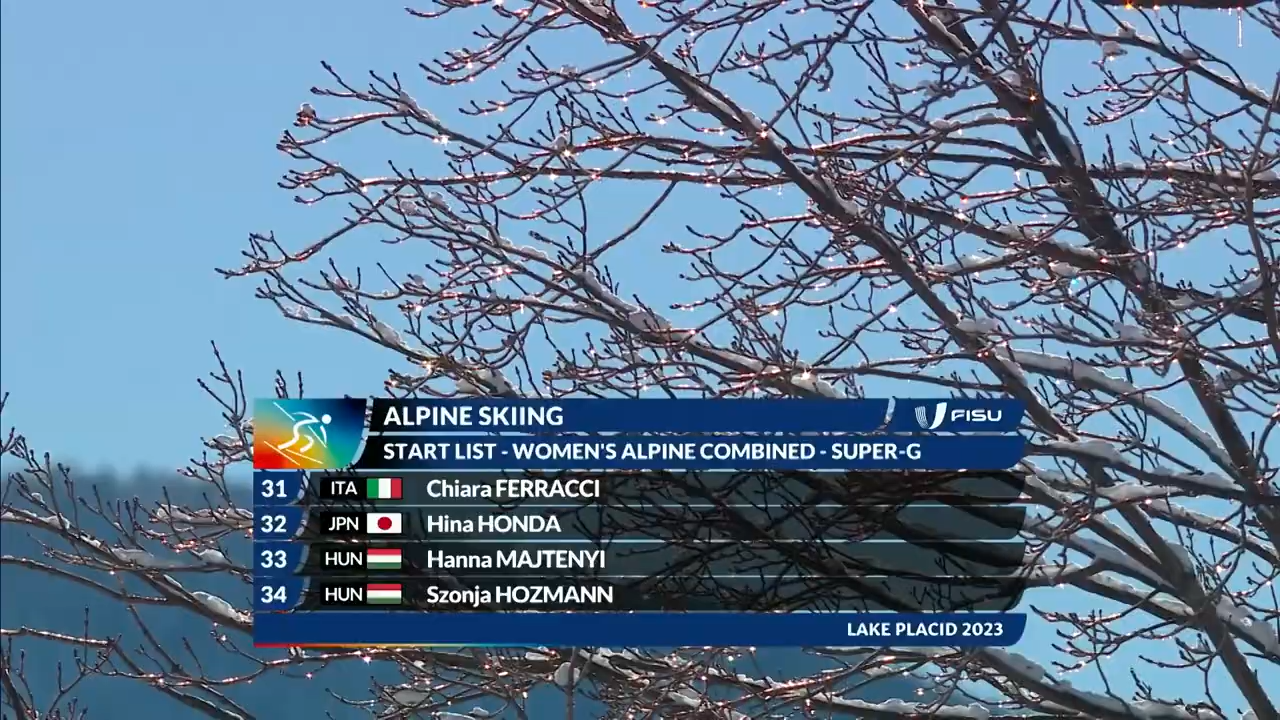 ALPINE SKIING FISU
START LIST - WOMEN'S ALPINE COMBINED - SUPER-G
31 ITA Chiara FERRACCI
32 JPN Hina HONDA
33 HUN Hanna MAJTENYI
34 HUN Szonja HOZMANN
LAKE PLACID 2023